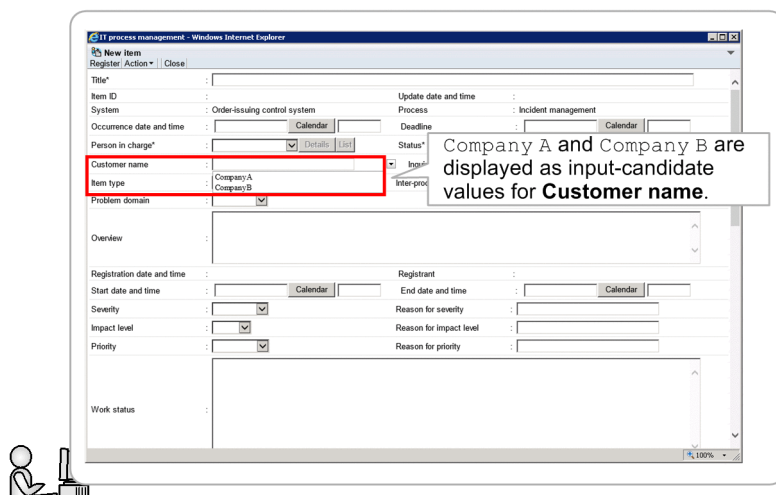 IT process management - Windows Internet Explorer
New item
Register Action Close
Title* :
Item ID : Update date and time :
System : Order-issuing control system Process : Incident management
Occurrence date and time : Calendar Deadline : Calendar
Person in charge* : Details List Status*
Customer name :
CompanyA
CompanyB
Item type :
Company A and Company B are
displayed as input-candidate
values for Customer name.
Problem domain :
Overview :
Registration date and time : Registrant :
Start date and time : Calendar End date and time : Calendar
Severity : Reason for severity :
Impact level : Reason for impact level :
Priority : Reason for priority :
Work status :
100%